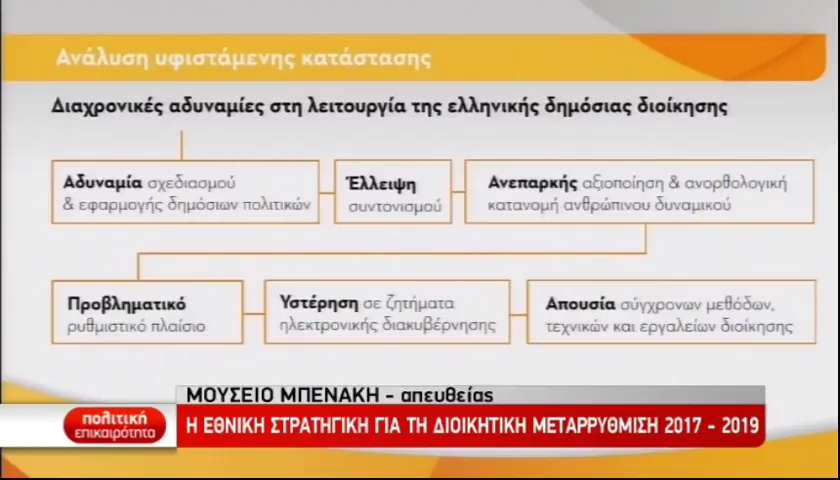 Ανάλυση υφιστάμενης κατάστασης
Διαχρονικές αδυναμίες στη λειτουργία της ελληνικής δημόσιας διοίκησης
Αδυναμία σχεδιασμού
& εφαρμογής δημόσιων πολιτικών
Έλλειψη
συντονισμού
Ανεπαρκής αξιοποίηση & ανορθολογική
κατανομή ανθρώπινου δυναμικού
Προβληματικό
ρυθμιστικό πλαίσιο
Υστέρηση σε ζητήματα
ηλεκτρονικής διακυβέρνησης
Απουσία σύγχρονων μεθόδων,
τεχνικών και εργαλείων διοίκησης
ΜΟΥΣΕΙΟ ΜΠΕΝΑΚΗ - απευθείας
πολιτική
επικαιρότητα
Η ΕΘΝΙΚΗ ΣΤΡΑΤΗΓΙΚΗ ΓΙΑ ΤΗ ΔΙΟΙΚΗΤΙΚΗ ΜΕΤΑΡΡΥΘΜΙΣΗ 2017 - 2019